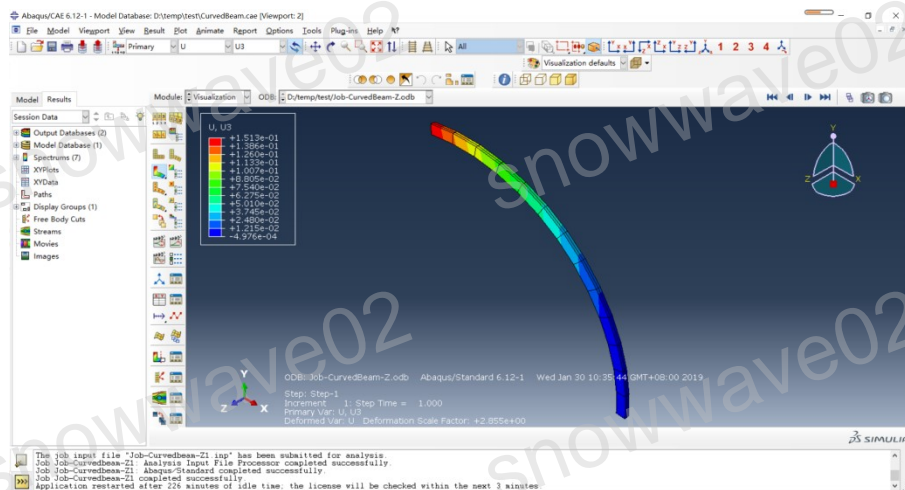 Abaqus/CAE 6.12-1 - Model Database: D:\temp\test\CurvedBeam.cae [Viewport: 2]
File Model Viewport View Result Plot Animate Report Options Tools Plug-ins Help
Primary U U3 All 1 2 3 4
Visualization defaults
Model Results
Module: Visualization ODB: D:/temp/test/Job-CurvedBeam-Z.odb
Session Data
Output Databases (2)
Model Database (1)
Spectrums (7)
XYPlots
XYData
Paths
Display Groups (1)
Free Body Cuts
Streams
Movies
Images
U, U3
+1.513e-01
+1.386e-01
+1.260e-01
+1.133e-01
+1.007e-01
+8.805e-02
+7.540e-02
+6.275e-02
+5.010e-02
+3.745e-02
+2.480e-02
+1.215e-02
-4.976e-04
Y
Z X
Y
Z X
ODB: Job-CurvedBeam-Z.odb Abaqus/Standard 6.12-1 Wed Jan 30 10:35:44 GMT+08:00 2019
Step: Step-1
Increment 1: Step Time = 1.000
Primary Var: U, U3
Deformed Var: U Deformation Scale Factor: +2.855e+00
SIMULIA
The job input file "Job-Curvedbeam-Z1.inp" has been submitted for analysis.
Job Job-Curvedbeam-Z1: Analysis Input File Processor completed successfully.
Job Job-Curvedbeam-Z1: Abaqus/Standard completed successfully.
Job Job-Curvedbeam-Z1 completed successfully.
Application restarted after 226 minutes of idle time; the license will be checked within the next 3 minutes
snowwave02
snowwave02
snowwave02
snowwave02